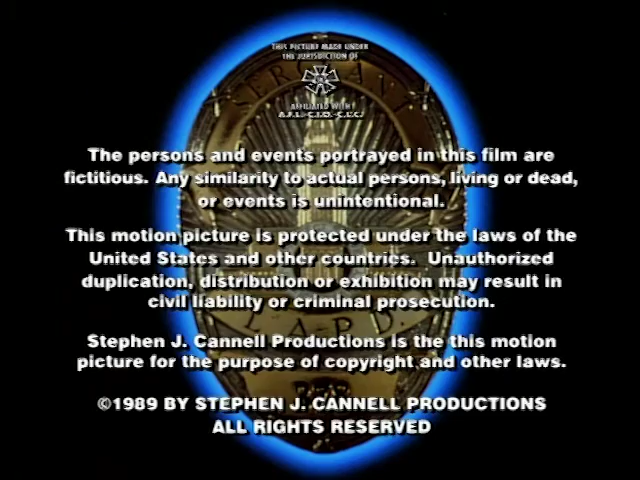 THIS PICTURE MADE UNDER
THE JURISDICTION OF
AFFILIATED WITH
A.F.L.-C.I.O.-C.L.C.
SERGEANT
The persons and events portrayed in this film are
fictitious. Any similarity to actual persons, living or dead,
or events is unintentional.
This motion picture is protected under the laws of the
United States and other countries. Unauthorized
duplication, distribution or exhibition may result in
civil liability or criminal prosecution.
L.A.P.D.
Stephen J. Cannell Productions is the this motion
picture for the purpose of copyright and other laws.
©1989 BY STEPHEN J. CANNELL PRODUCTIONS
ALL RIGHTS RESERVED